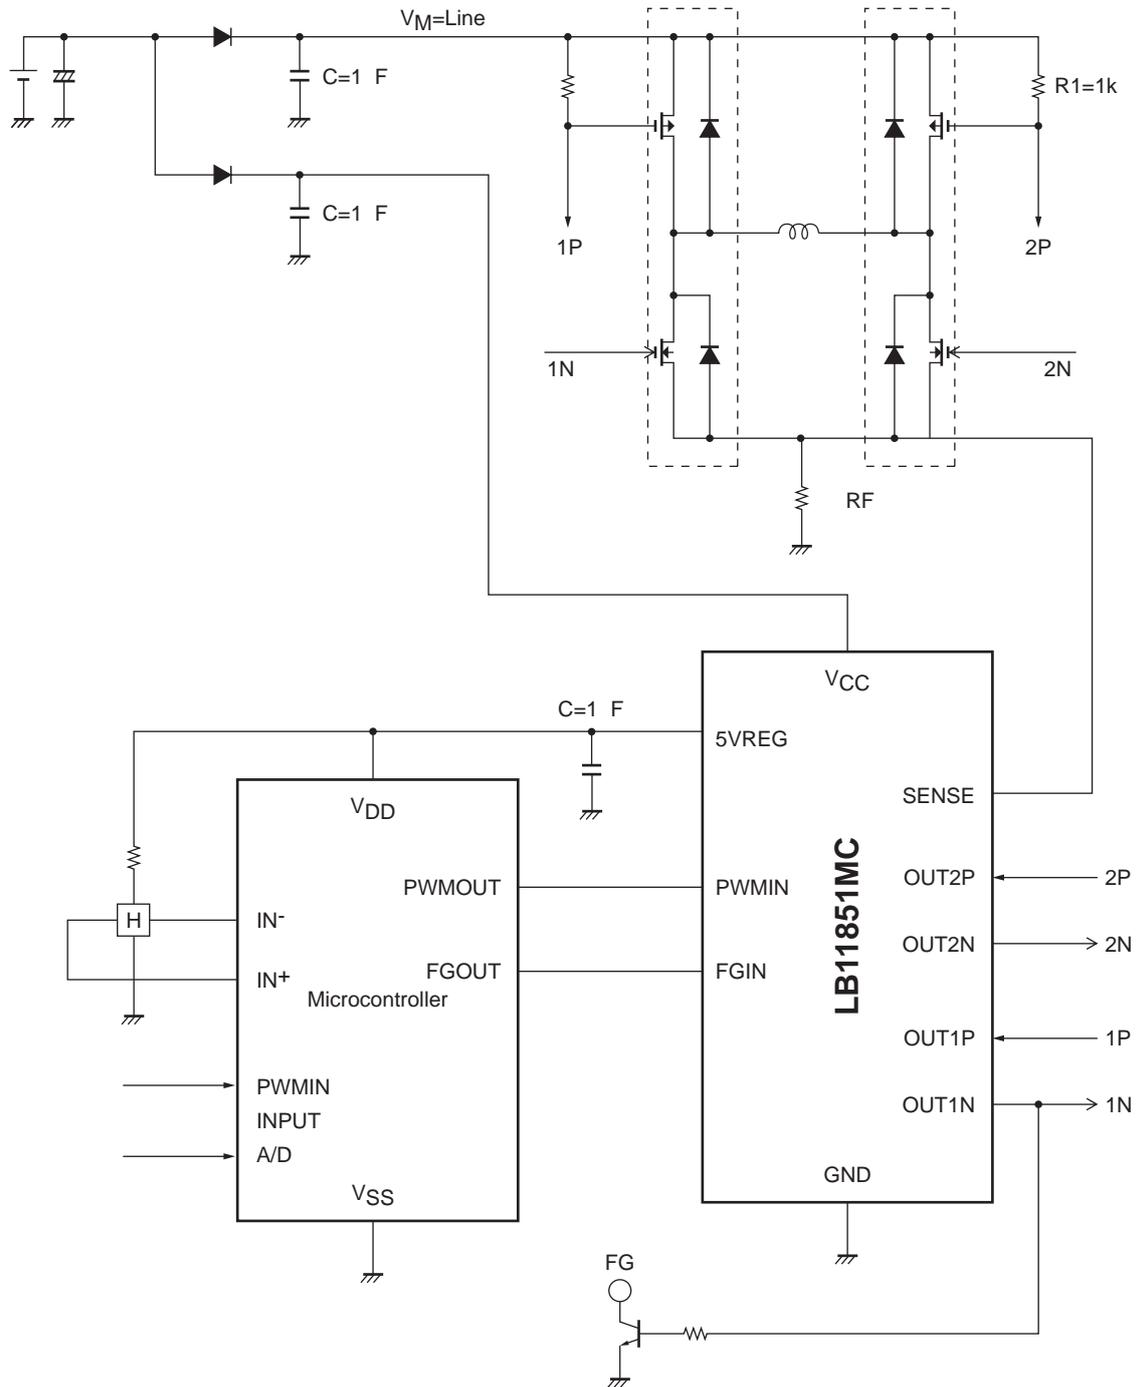 VM=Line
C=1 F
R1=1k
C=1 F
1P
2P
1N
2N
RF
VCC
C=1 F
5VREG
VDD
SENSE
LB11851MC
PWMOUT
PWMIN
OUT2P
2P
H
IN-
OUT2N
2N
IN+
FGOUT
FGIN
Microcontroller
OUT1P
1P
PWMIN
OUT1N
1N
INPUT
A/D
GND
VSS
FG